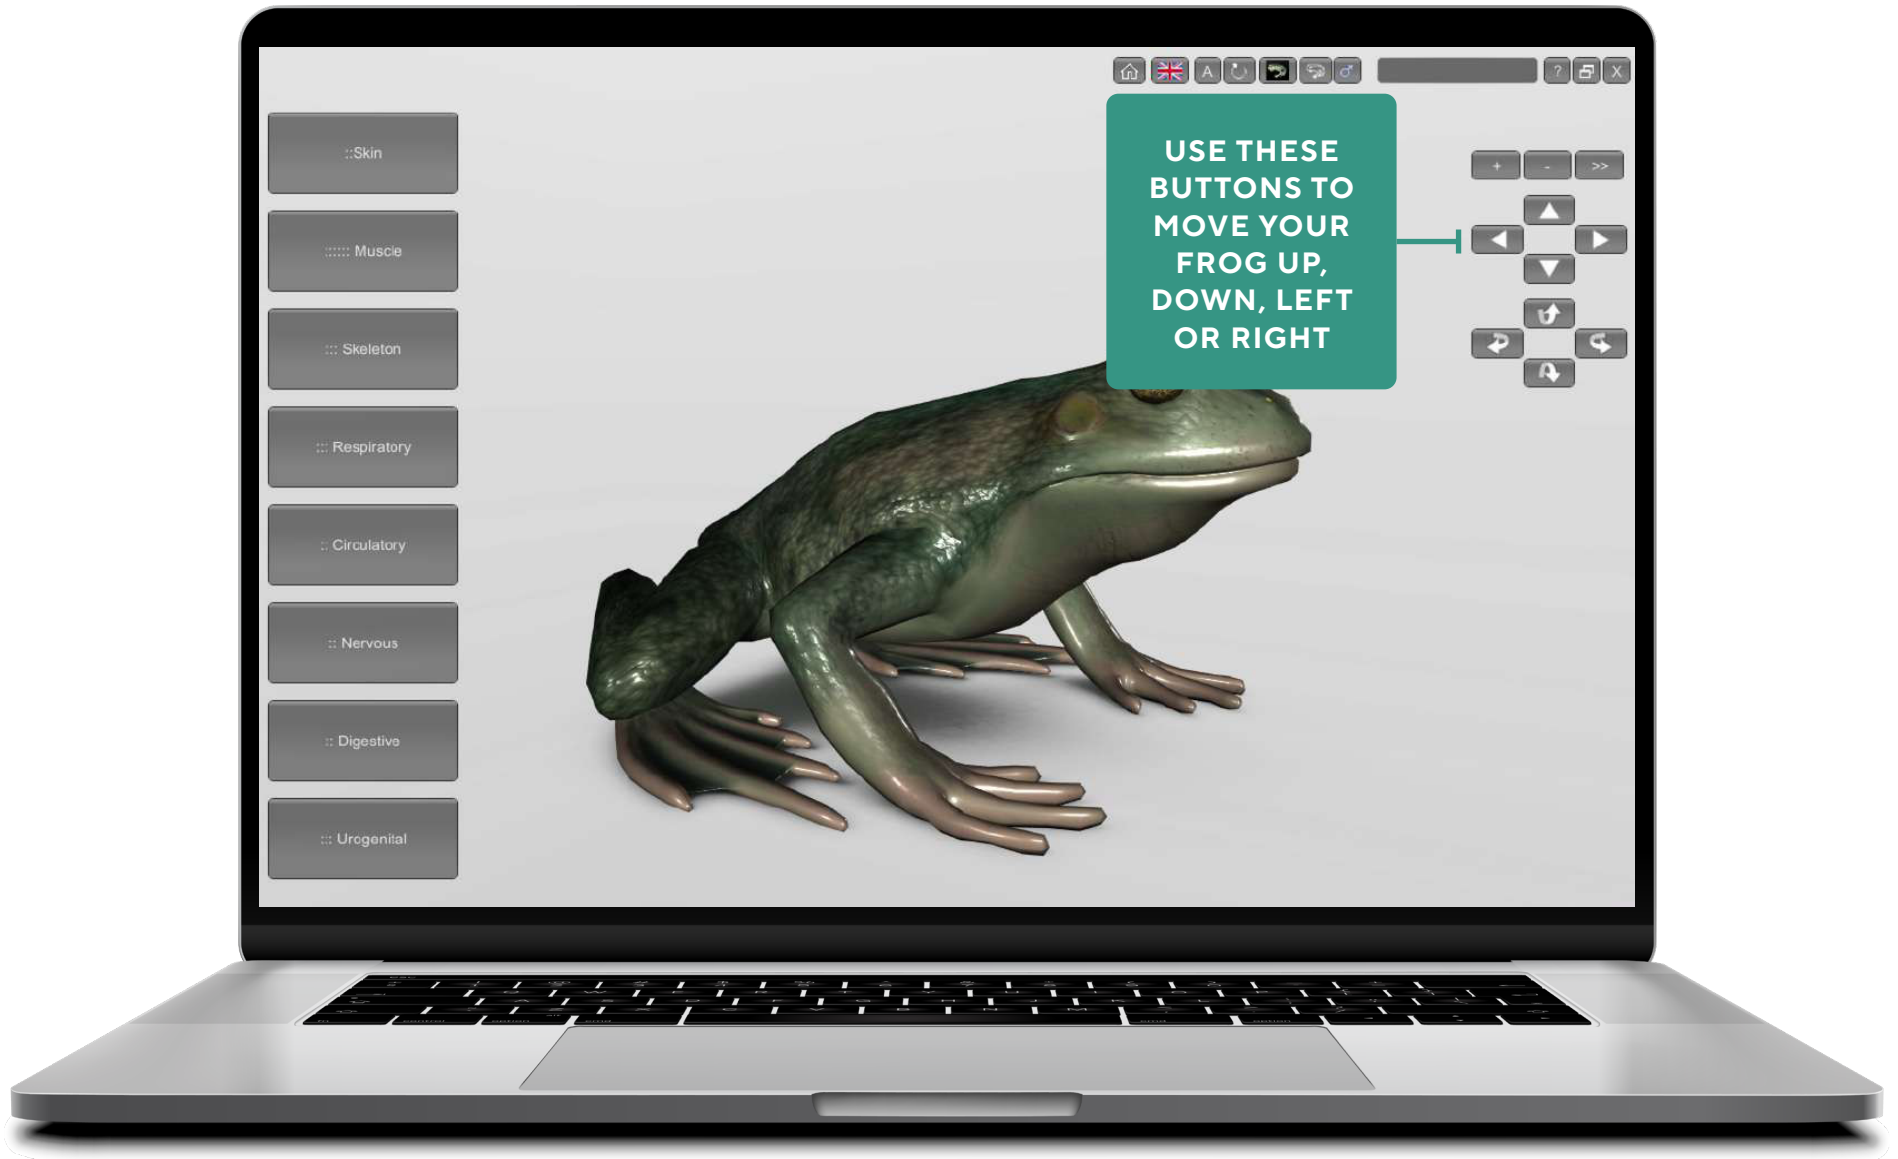 A
?
X
::Skin
:::::: Muscle
::: Skeleton
::: Respiratory
:: Circulatory
:: Nervous
:: Digestive
::: Urogenital
USE THESE
BUTTONS TO
MOVE YOUR
FROG UP,
DOWN, LEFT
OR RIGHT
+ - >>